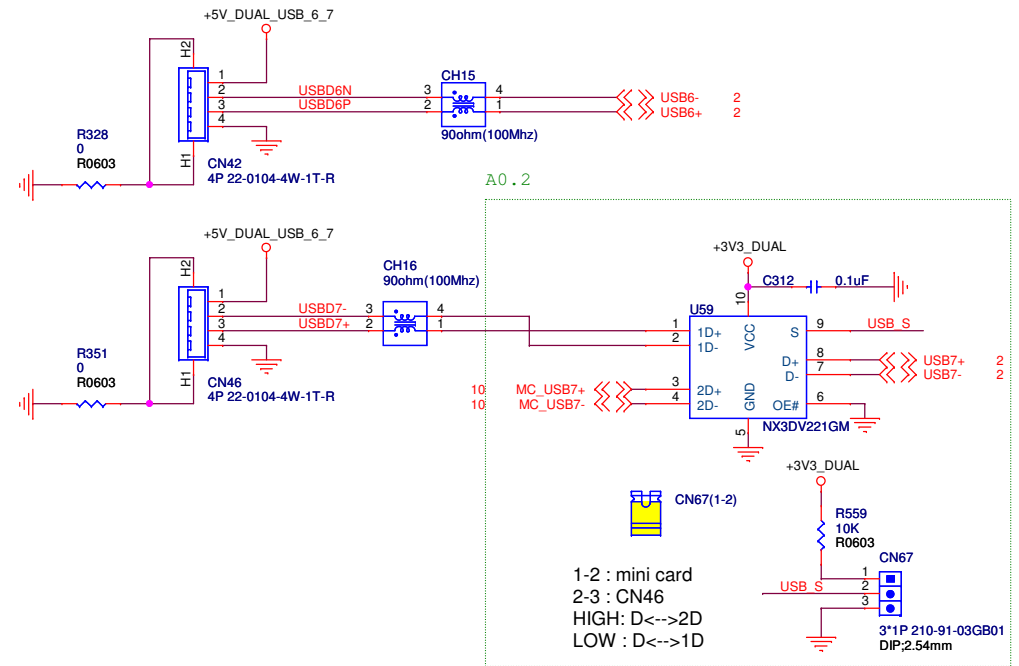 +5V_DUAL_USB_6_7
H2
1
2
3
4
USBD6N
USBD6P
CH15
3
2
4
1
90ohm(100Mhz)
USB6- 2
USB6+ 2
R328
0
R0603
H1
CN42
4P 22-0104-4W-1T-R
A0.2
+5V_DUAL_USB_6_7
H2
1
2
3
4
USBD7-
USBD7+
CH16
90ohm(100Mhz)
3
2
4
1
R351
0
R0603
H1
CN46
4P 22-0104-4W-1T-R
+3V3_DUAL
C312 0.1uF
10
U59
1 1D+
2 1D-
VCC
S 9 USB_S
D+ 8 USB7+ 2
D- 7 USB7- 2
10 MC_USB7+ 3 2D+
10 MC_USB7- 4 2D-
GND
OE# 6
5
NX3DV221GM
+3V3_DUAL
CN67(1-2)
R559
10K
R0603
CN67
1
USB_S 2
3
3*1P 210-91-03GB01
DIP;2.54mm
1-2 : mini card
2-3 : CN46
HIGH: D<-->2D
LOW : D<-->1D